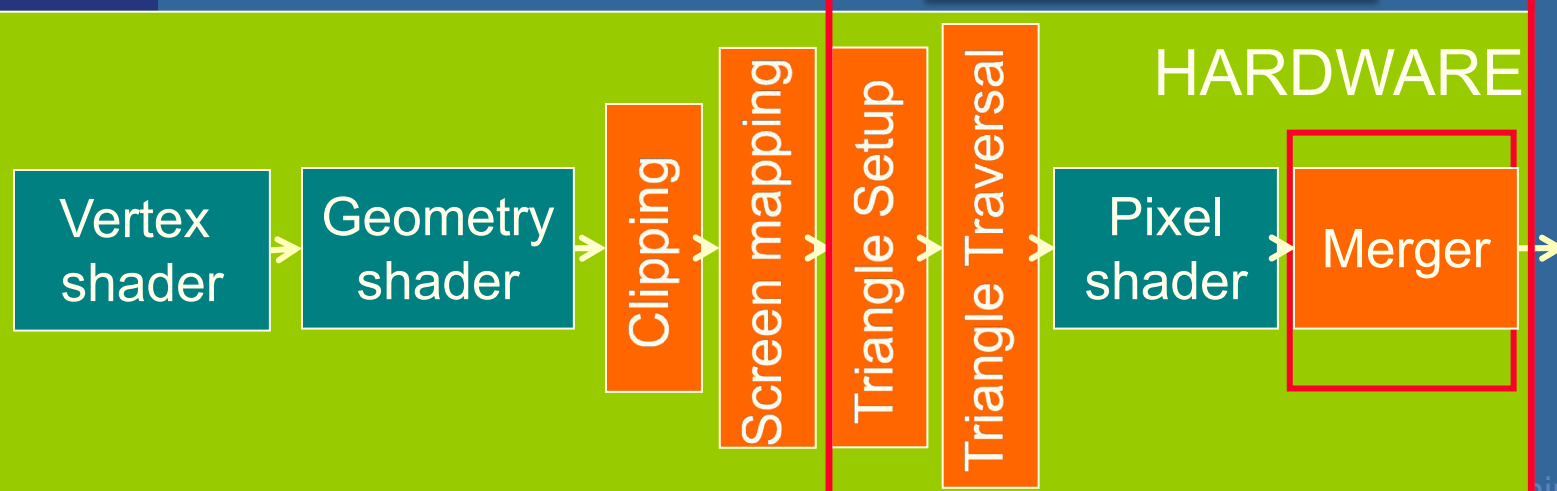 HARDWARE
Vertex
shader
Geometry
shader
Clipping
Screen mapping
Triangle Setup
Triangle Traversal
Pixel
shader
Merger